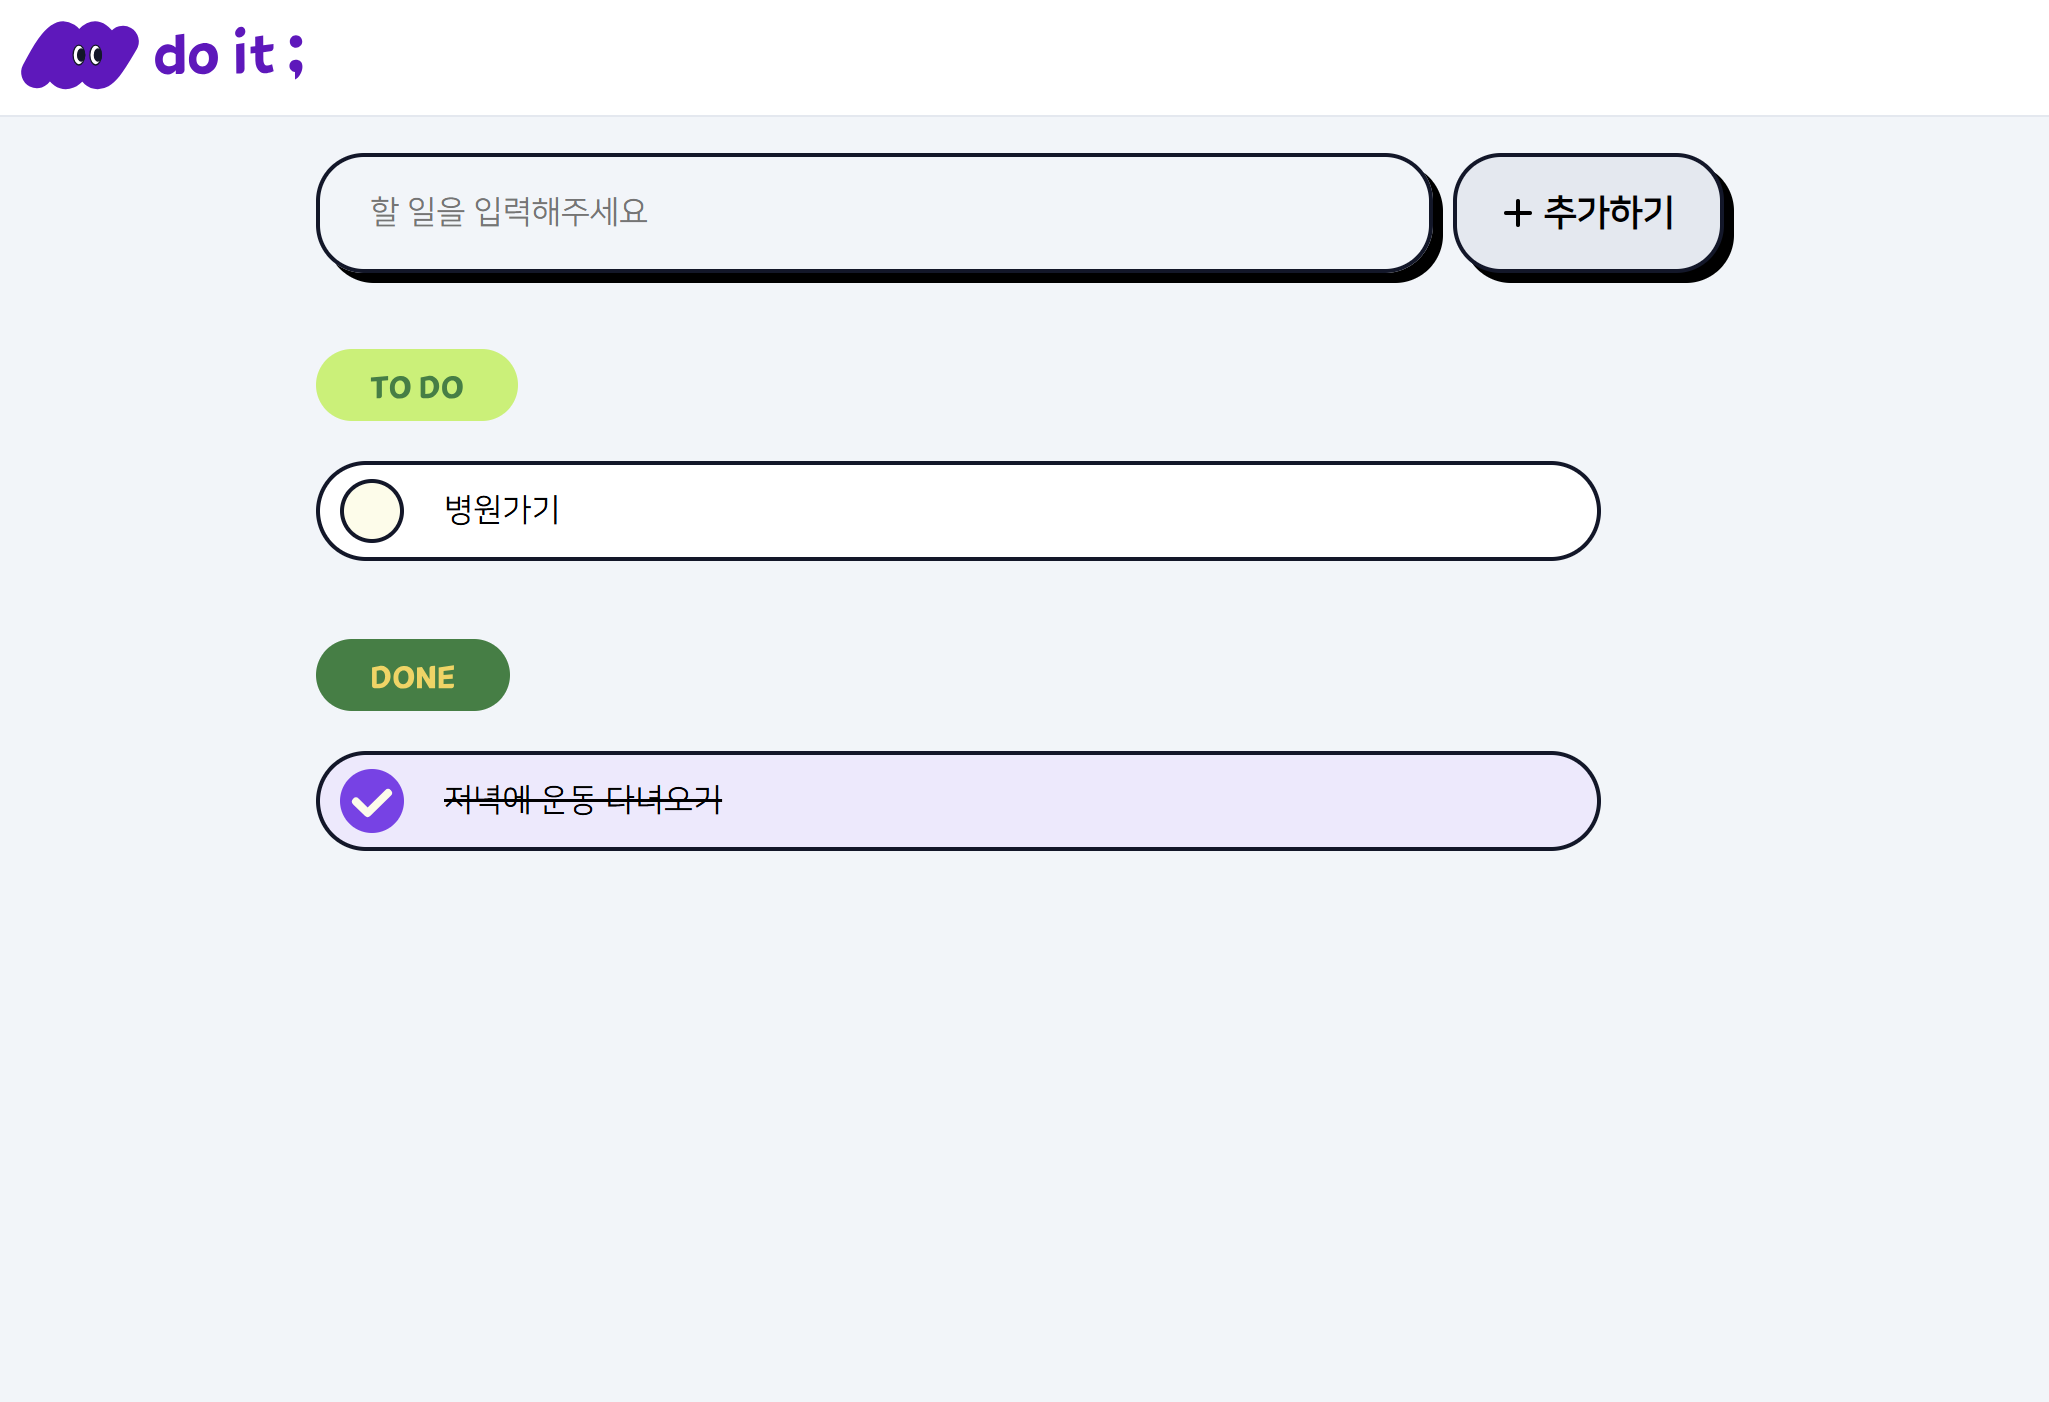 do it ;
할 일을 입력해주세요
+ 추가하기
TO DO
병원가기
DONE
저녁에 운동 다녀오기